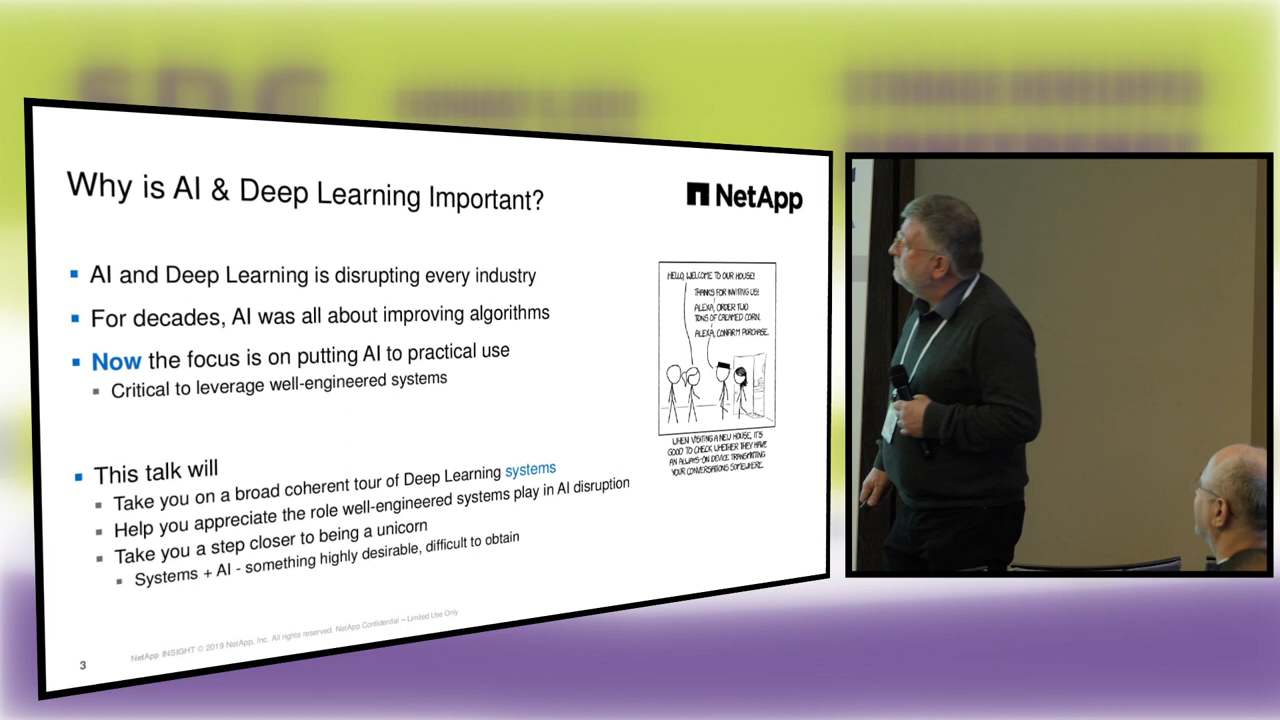 Why is AI & Deep Learning Important?
NetApp
AI and Deep Learning is disrupting every industry
For decades, AI was all about improving algorithms
Now the focus is on putting AI to practical use
Critical to leverage well-engineered systems
This talk will
Take you on a broad coherent tour of Deep Learning systems
Help you appreciate the role well-engineered systems play in AI disruption
Take you a step closer to being a unicorn
Systems + AI - something highly desirable, difficult to obtain
HELLO, WELCOME TO OUR HOUSE!
THANKS FOR INVITING US!
ALEXA, ORDER TWO
TONS OF CREAMED CORN.
ALEXA, CONFIRM PURCHASE.
WHEN VISITING A NEW HOUSE, IT'S
GOOD TO CHECK WHETHER THEY HAVE
AN ALWAYS-ON DEVICE TRANSMITTING
YOUR CONVERSATIONS SOMEWHERE.
3
NetApp INSIGHT © 2019 NetApp, Inc. All rights reserved. NetApp Confidential – Limited Use Only